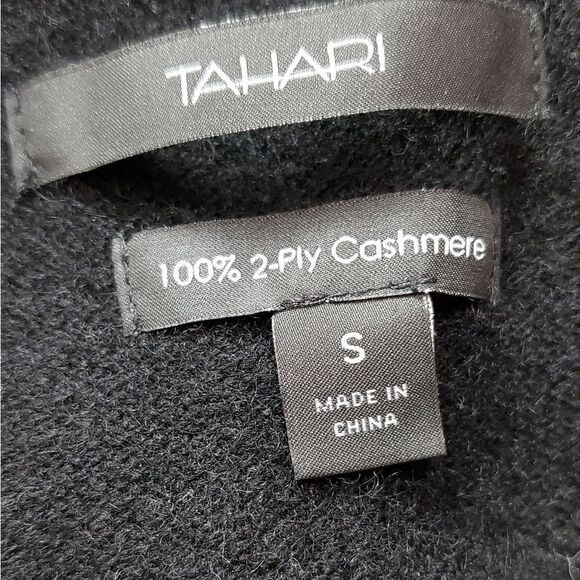 TAHARI
100% 2-Ply Cashmere
S
MADE IN
CHINA